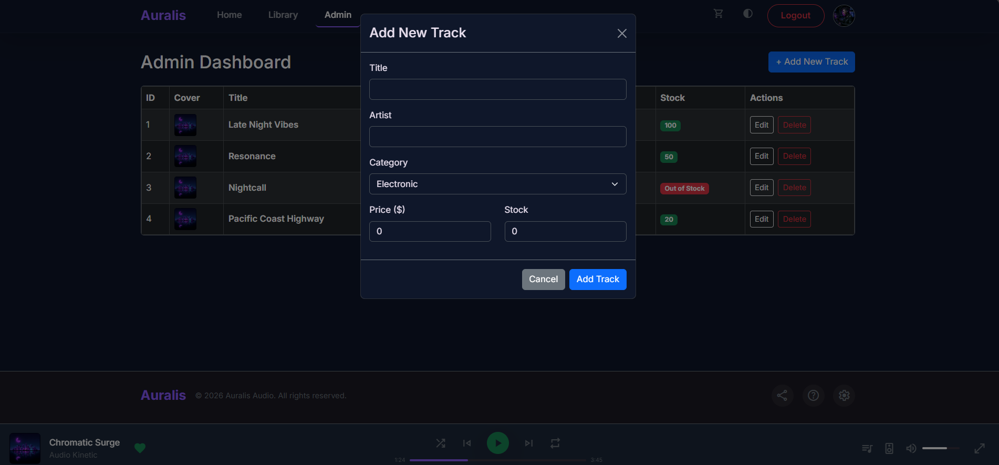 Auralis
Home
Library
Admin
Logout
Admin Dashboard
+ Add New Track
ID
Cover
Title
Stock
Actions
1
Late Night Vibes
100
Edit
Delete
2
Resonance
50
Edit
Delete
3
Nightcall
Out of Stock
Edit
Delete
4
Pacific Coast Highway
20
Edit
Delete
Add New Track
Title
Artist
Category
Electronic
Price ($)
Stock
0
0
Cancel
Add Track
Auralis
© 2026 Auralis Audio. All rights reserved.
Chromatic Surge
Audio Kinetic
1:24
3:45